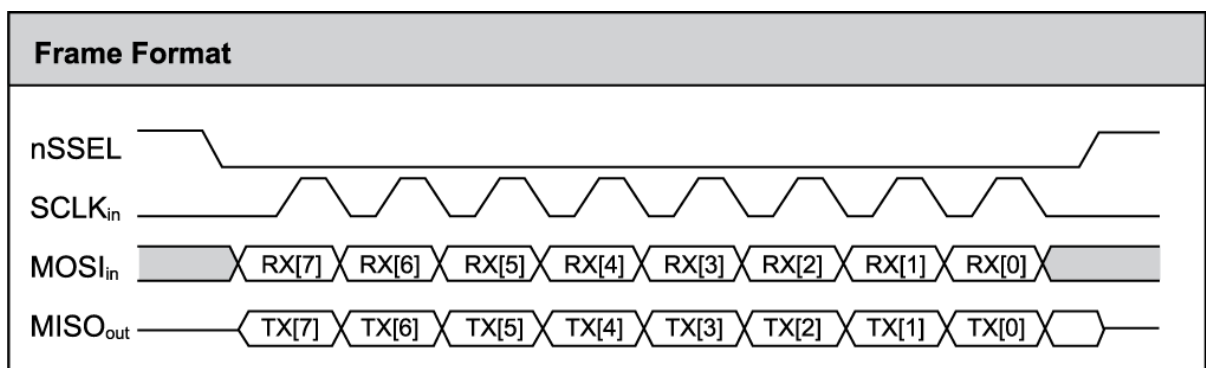 Frame Format
nSSEL
SCLKin
MOSIin RX[7] RX[6] RX[5] RX[4] RX[3] RX[2] RX[1] RX[0]
MISOout TX[7] TX[6] TX[5] TX[4] TX[3] TX[2] TX[1] TX[0]